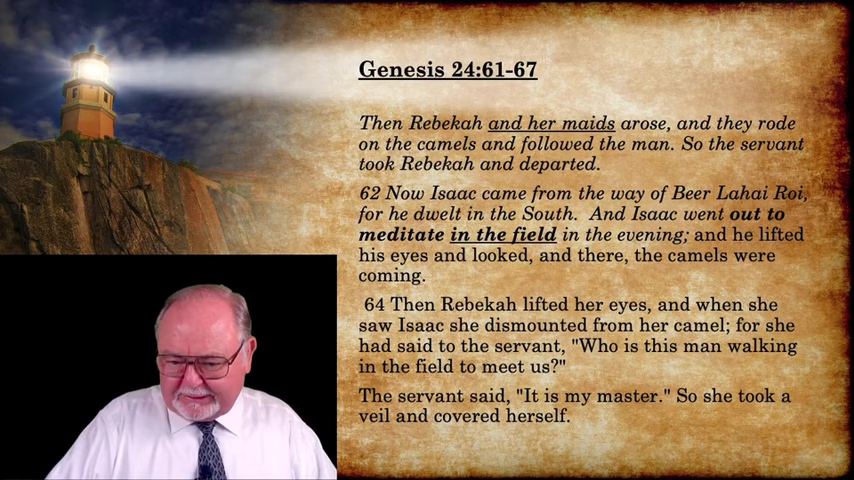 Genesis 24:61-67
Then Rebekah and her maids arose, and they rode
on the camels and followed the man. So the servant
took Rebekah and departed.
62 Now Isaac came from the way of Beer Lahai Roi,
for he dwelt in the South. And Isaac went out to
meditate in the field in the evening; and he lifted
his eyes and looked, and there, the camels were
coming.
64 Then Rebekah lifted her eyes, and when she
saw Isaac she dismounted from her camel; for she
had said to the servant, "Who is this man walking
in the field to meet us?"
The servant said, "It is my master." So she took a
veil and covered herself.